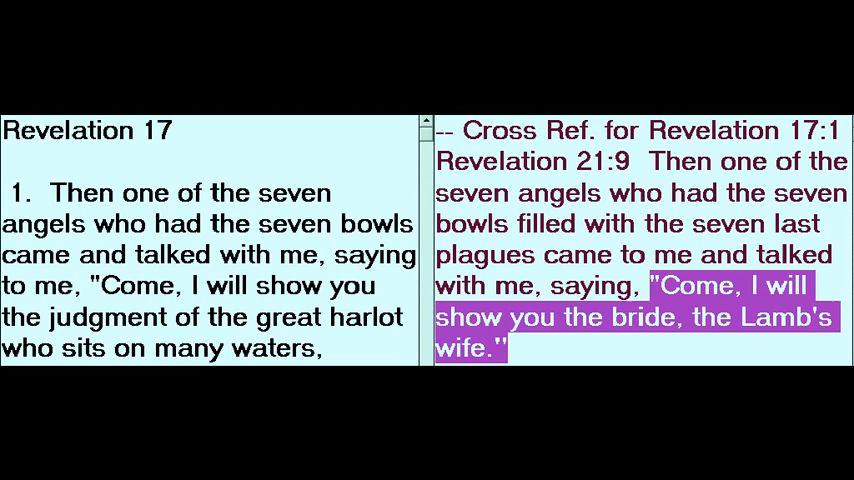 Revelation 17
1. Then one of the seven
angels who had the seven bowls
came and talked with me, saying
to me, "Come, I will show you
the judgment of the great harlot
who sits on many waters,
-- Cross Ref. for Revelation 17:1
Revelation 21:9 Then one of the
seven angels who had the seven
bowls filled with the seven last
plagues came to me and talked
with me, saying, "Come, I will
show you the bride, the Lamb's
wife."